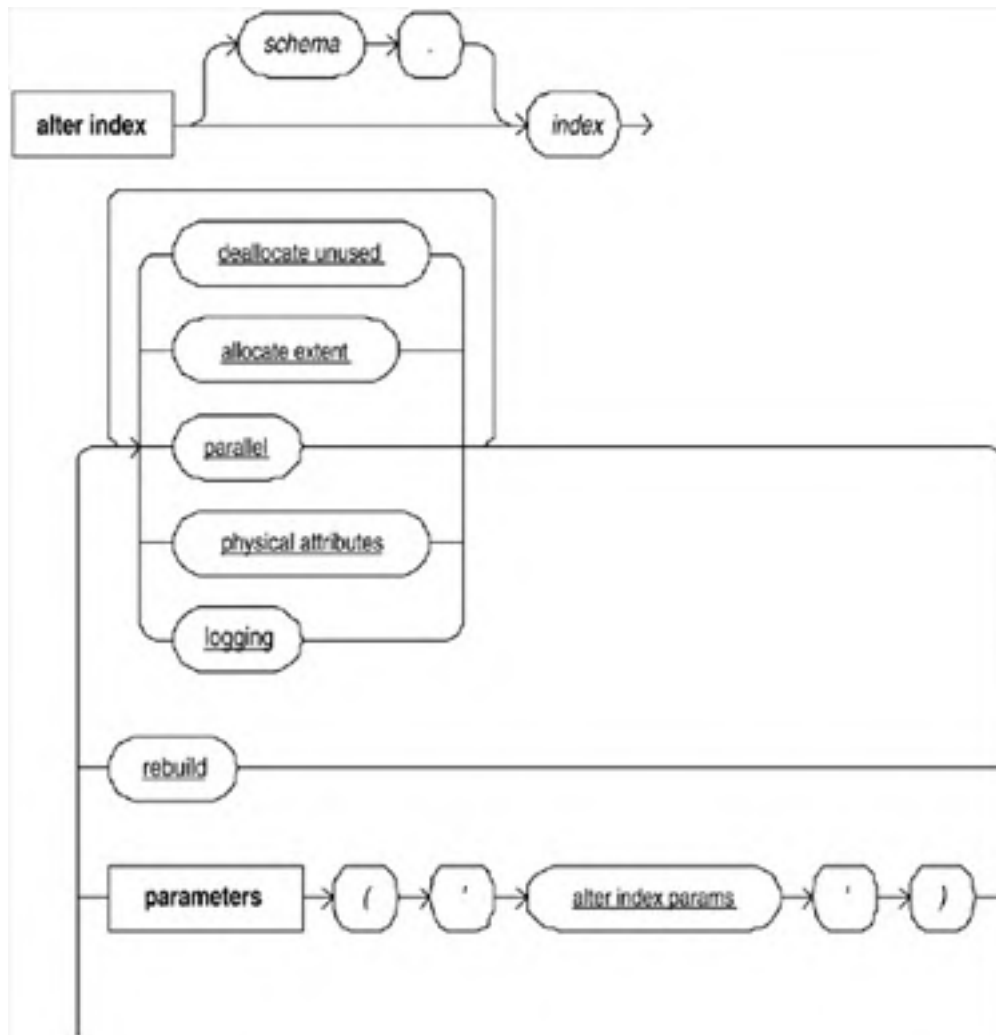 schema .
alter index index
deallocate unused
allocate extent
parallel
physical attributes
logging
rebuild
parameters ( ' alter index params ' )